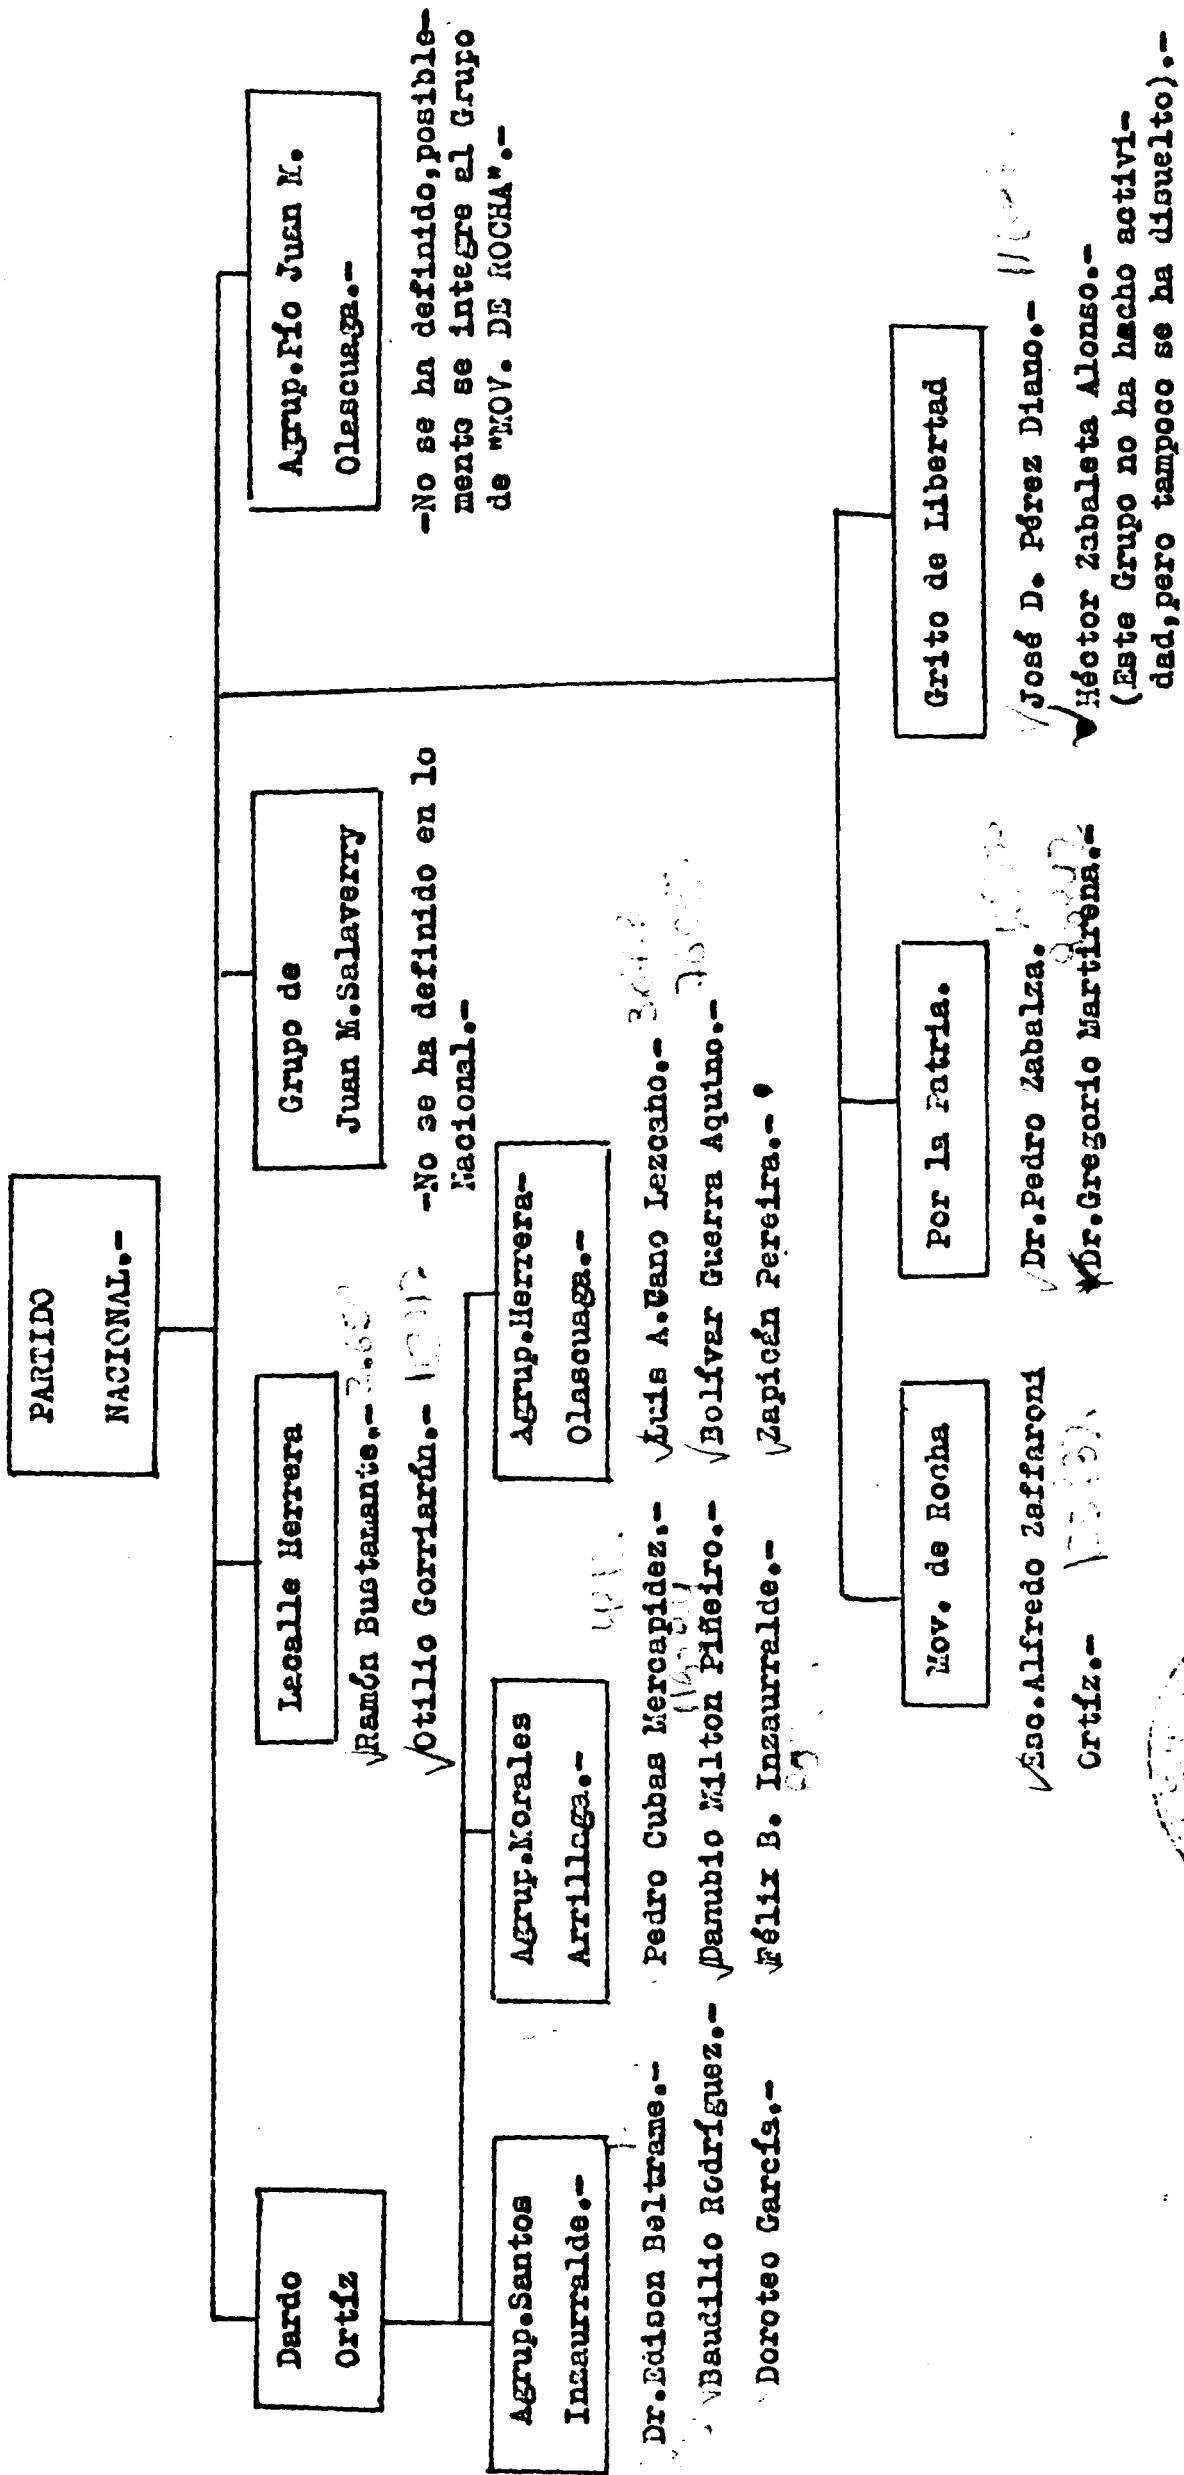 PARTIDO
NACIONAL.-
Dardo
Ortíz
Lacalle Herrera
Ramón Bustamante.-
Otilio Gorriarán.-
Grupo de
Juan M.Salaverry
-No se ha definido en lo
Nacional.-
Agrup.Pío Juan M.
Olascuaga.-
-No se ha definido,posible-
mente se integre al Grupo
de "MOV. DE ROCHA".-
Agrup.Santos
Inzaurralde.-
Dr.Edison Beltrame.-
Baudilio Rodríguez.-
Doroteo García.-
Agrup.Morales
Arrillaga.-
Pedro Cubas Mercapidez.-
Danubio Milton Piñeiro.-
Félix B. Inzaurralde.-
Agrup.Herrera-
Olascuaga.-
Luis A.Cano Lezcano.-
Bolívar Guerra Aquino.-
Zapicán Pereira.-
Mov. de Rocha
Esc.Alfredo Zaffaroni
Ortíz.-
Por la Patria.
Dr.Pedro Zabalza.
Dr.Gregorio Martirena.-
Grito de Libertad
José D. Pérez Diano.-
Héctor Zabaleta Alonso.-
(Este Grupo no ha hacho activi-
dad,pero tampoco se ha disuelto).-